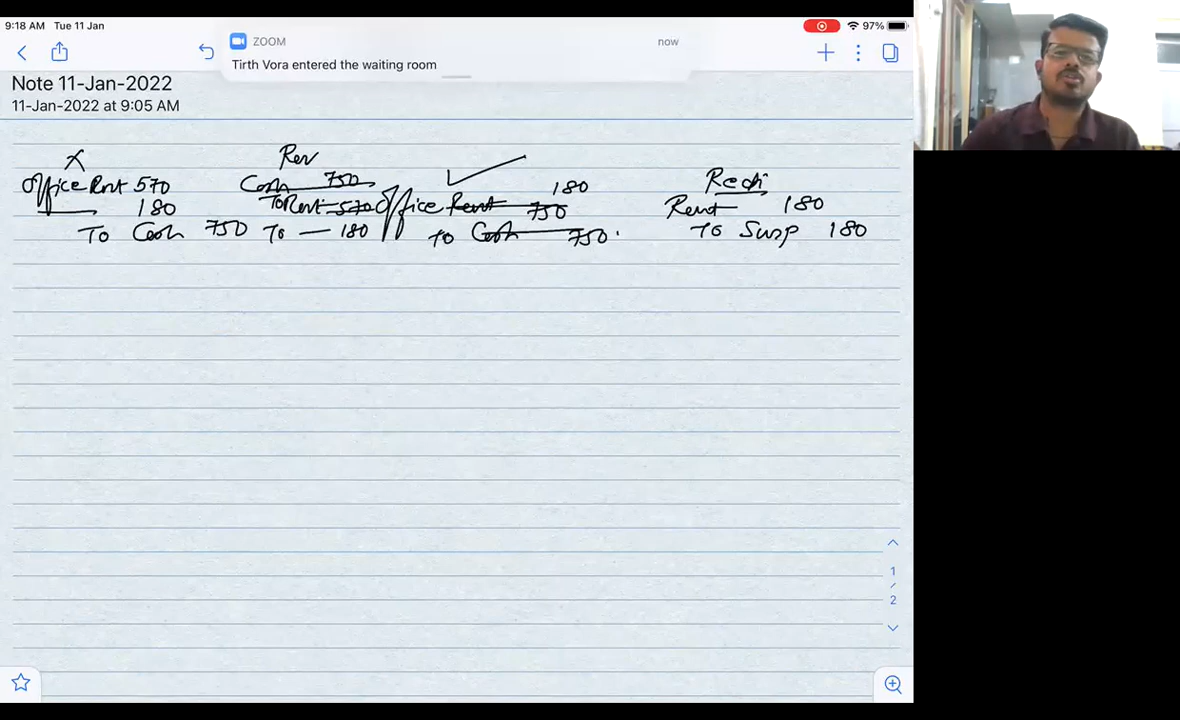 9:18 AM Tue 11 Jan
97%
ZOOM
now
Tirth Vora entered the waiting room
Note 11-Jan-2022
11-Jan-2022 at 9:05 AM
X
Office Rent 570
180
To Cash 750
Rev
Cash 750
To Rent 570
To — 180
180
Office Rent 750
To Cash 750.
Recti
Rent 180
To Susp 180
1
/
2